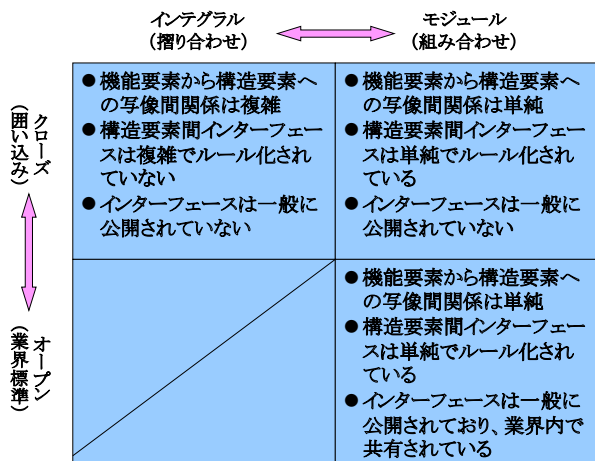 インテグラル
（摺り合わせ）
モジュール
（組み合わせ）
クローズ
（囲い込み）
オープン
（業界標準）
●機能要素から構造要素へ
の写像間関係は複雑
●構造要素間インターフェー
スは複雑でルール化され
ていない
●インターフェースは一般に
公開されていない
●機能要素から構造要素へ
の写像間関係は単純
●構造要素間インターフェー
スは単純でルール化され
ている
●インターフェースは一般に
公開されていない
●機能要素から構造要素へ
の写像間関係は単純
●構造要素間インターフェー
スは単純でルール化され
ている
●インターフェースは一般に
公開されており、業界内で
共有されている